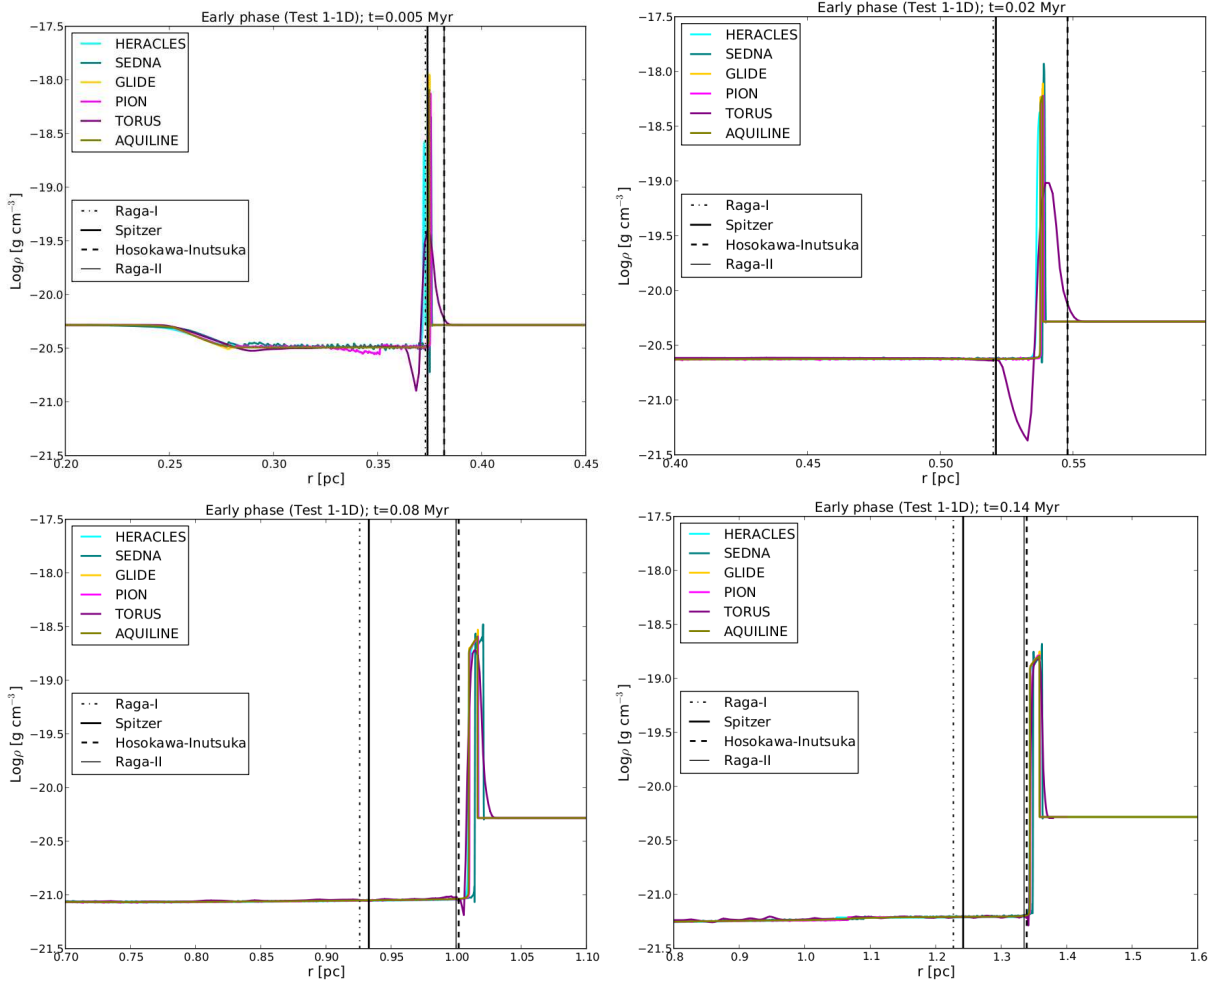 Early phase (Test 1-1D); t=0.005 Myr
−17.5
−18.0
−18.5
−19.0
−19.5
−20.0
−20.5
−21.0
−21.5
Logρ [g cm⁻³]
HERACLES
SEDNA
GLIDE
PION
TORUS
AQUILINE
Raga-I
Spitzer
Hosokawa-Inutsuka
Raga-II
0.20 0.25 0.30 0.35 0.40 0.45
r [pc]
Early phase (Test 1-1D); t=0.02 Myr
−17.5
−18.0
−18.5
−19.0
−19.5
−20.0
−20.5
−21.0
−21.5
Logρ [g cm⁻³]
HERACLES
SEDNA
GLIDE
PION
TORUS
AQUILINE
Raga-I
Spitzer
Hosokawa-Inutsuka
Raga-II
0.40 0.45 0.50 0.55
r [pc]
Early phase (Test 1-1D); t=0.08 Myr
−17.5
−18.0
−18.5
−19.0
−19.5
−20.0
−20.5
−21.0
−21.5
Logρ [g cm⁻³]
HERACLES
SEDNA
GLIDE
PION
TORUS
AQUILINE
Raga-I
Spitzer
Hosokawa-Inutsuka
Raga-II
0.70 0.75 0.80 0.85 0.90 0.95 1.00 1.05 1.10
r [pc]
Early phase (Test 1-1D); t=0.14 Myr
−17.5
−18.0
−18.5
−19.0
−19.5
−20.0
−20.5
−21.0
−21.5
Logρ [g cm⁻³]
HERACLES
SEDNA
GLIDE
PION
TORUS
AQUILINE
Raga-I
Spitzer
Hosokawa-Inutsuka
Raga-II
0.8 0.9 1.0 1.1 1.2 1.3 1.4 1.5 1.6
r [pc]